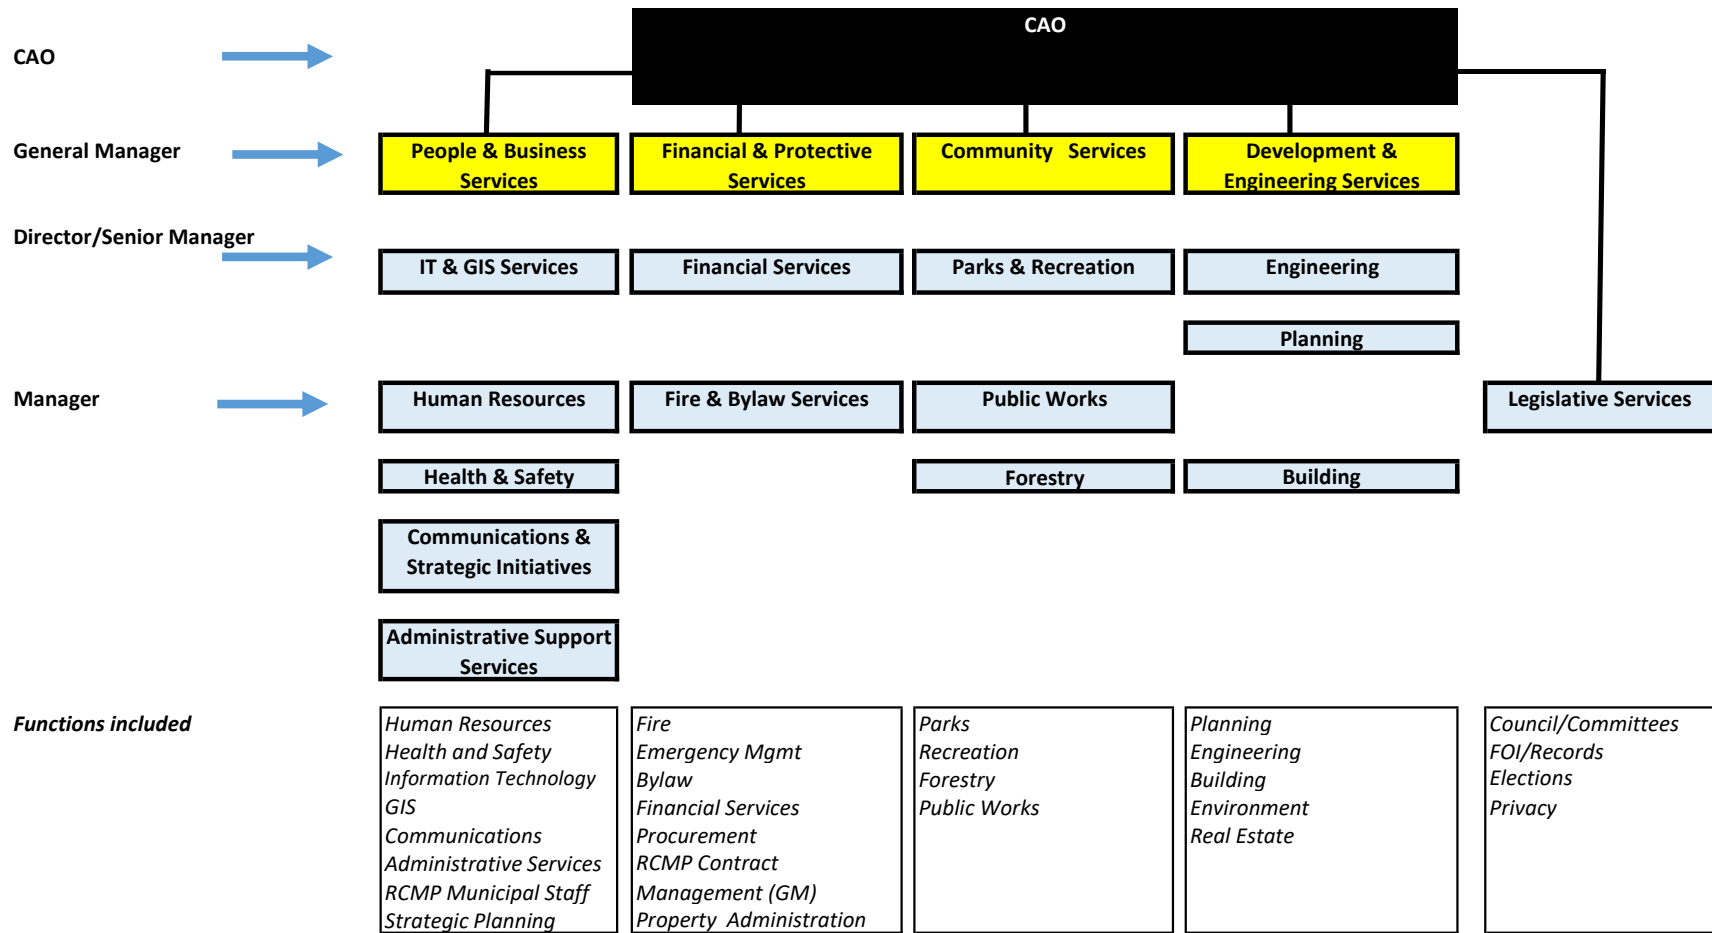 CAO
CAO
General Manager
People & Business
Services
Financial & Protective
Services
Community   Services
Development &
Engineering Services
Director/Senior Manager
IT & GIS Services
Financial Services
Parks & Recreation
Engineering
Planning
Manager
Human Resources
Fire & Bylaw Services
Public Works
Legislative Services
Health & Safety
Forestry
Building
Communications &
Strategic Initiatives
Administrative Support
Services
Functions included
Human Resources
Health and Safety
Information Technology
GIS
Communications
Administrative Services
RCMP Municipal Staff
Strategic Planning
Fire
Emergency Mgmt
Bylaw
Financial Services
Procurement
RCMP Contract
Management (GM)
Property  Administration
Parks
Recreation
Forestry
Public Works
Planning
Engineering
Building
Environment
Real Estate
Council/Committees
FOI/Records
Elections
Privacy